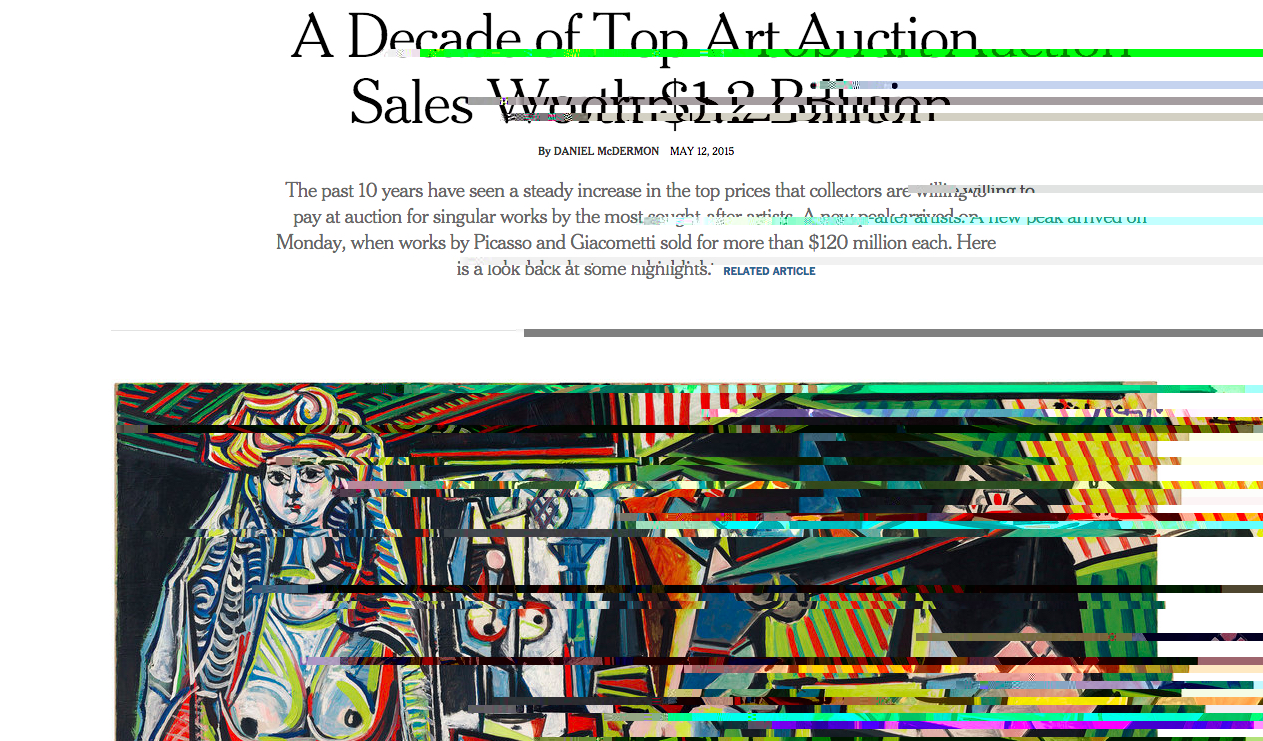 A Decade of Top Art Auction
Sales Worth $1.2 Billion
By DANIEL McDERMON MAY 12, 2015
The past 10 years have seen a steady increase in the top prices that collectors are willing to
pay at auction for singular works by the most sought-after artists. A new peak arrived on
Monday, when works by Picasso and Giacometti sold for more than $120 million each. Here
is a look back at some highlights. RELATED ARTICLE